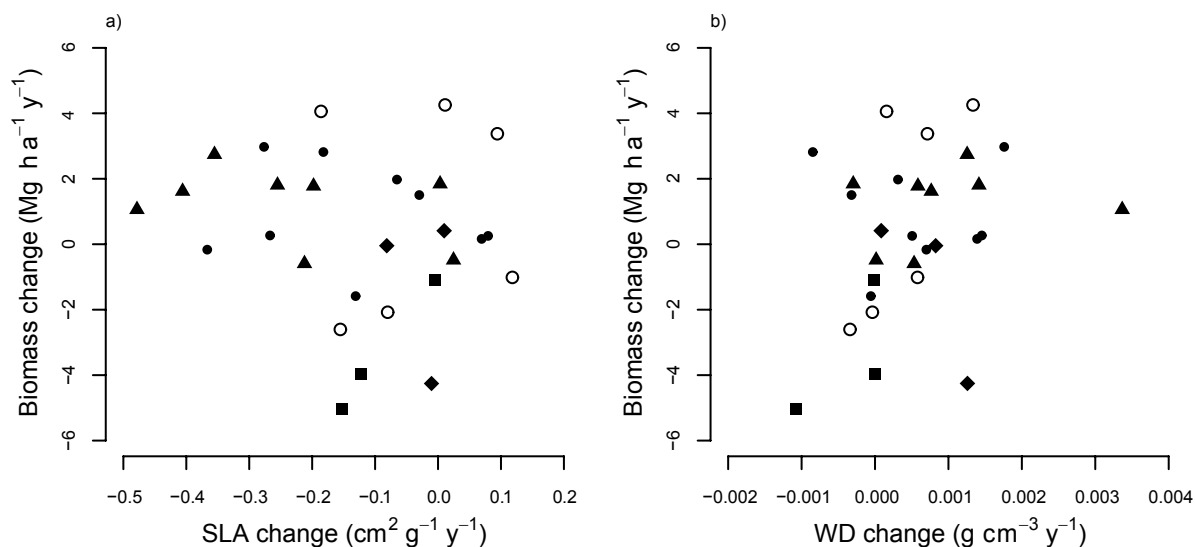 a)
Biomass change (Mg h a⁻¹ y⁻¹)
6
4
2
0
−2
−4
−6
−0.5 −0.4 −0.3 −0.2 −0.1 0.0 0.1 0.2
SLA change (cm² g⁻¹ y⁻¹)
b)
Biomass change (Mg h a⁻¹ y⁻¹)
6
4
2
0
−2
−4
−6
−0.002 −0.001 0.000 0.001 0.002 0.003 0.004
WD change (g cm⁻³ y⁻¹)